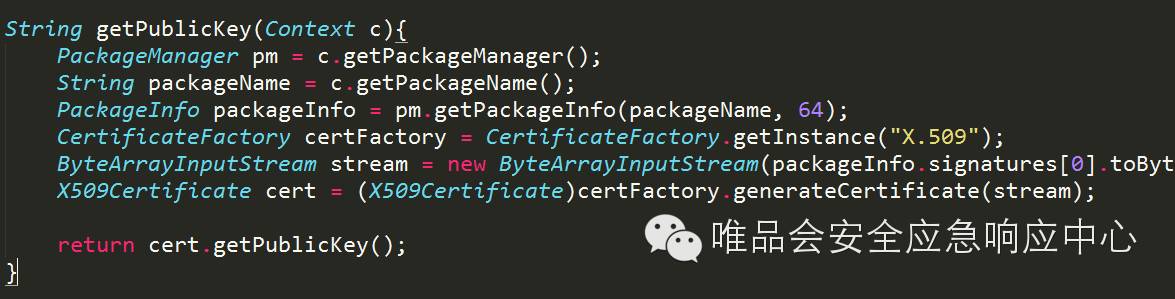 String getPublicKey(Context c){
PackageManager pm = c.getPackageManager();
String packageName = c.getPackageName();
PackageInfo packageInfo = pm.getPackageInfo(packageName, 64);
CertificateFactory certFactory = CertificateFactory.getInstance("X.509");
ByteArrayInputStream stream = new ByteArrayInputStream(packageInfo.signatures[0].toByt
X509Certificate cert = (X509Certificate)certFactory.generateCertificate(stream);
唯品会安全应急响应中心
return cert.getPublicKey();
}